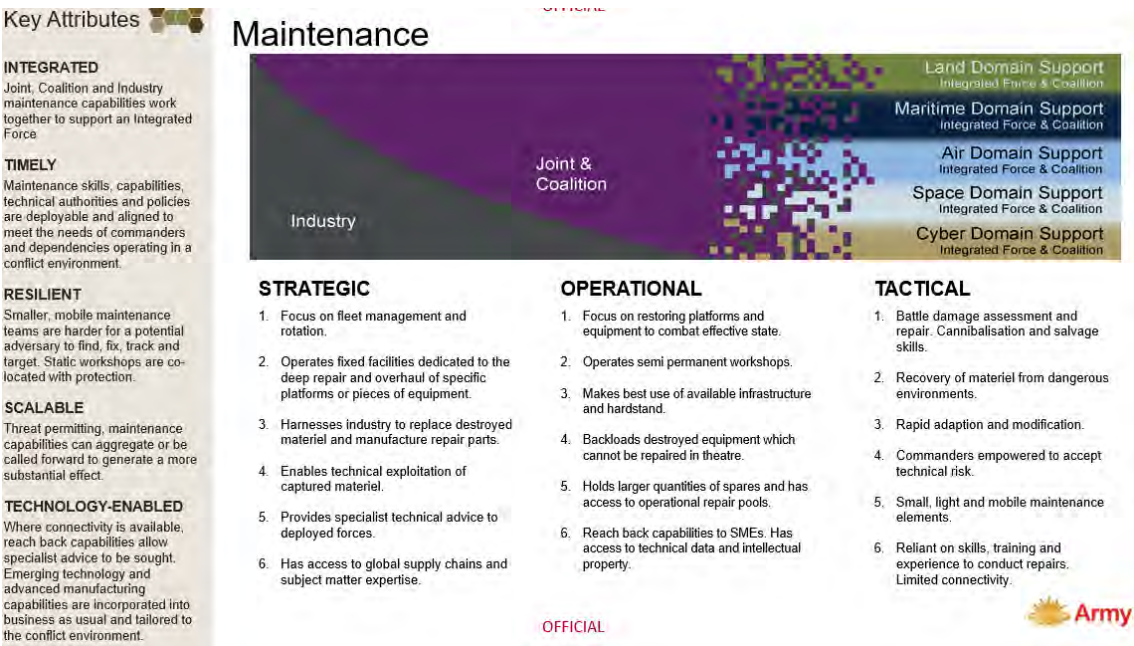 OFFICIAL
Key Attributes
INTEGRATED
Joint, Coalition and Industry
maintenance capabilities work
together to support an Integrated
Force
TIMELY
Maintenance skills, capabilities,
technical authorities and policies
are deployable and aligned to
meet the needs of commanders
and dependencies operating in a
conflict environment.
RESILIENT
Smaller, mobile maintenance
teams are harder for a potential
adversary to find, fix, track and
target. Static workshops are co-
located with protection.
SCALABLE
Threat permitting, maintenance
capabilities can aggregate or be
called forward to generate a more
substantial effect.
TECHNOLOGY-ENABLED
Where connectivity is available,
reach back capabilities allow
specialist advice to be sought.
Emerging technology and
advanced manufacturing
capabilities are incorporated into
business as usual and tailored to
the conflict environment.
Maintenance
Industry
Joint &
Coalition
Land Domain Support
Integrated Force & Coalition
Maritime Domain Support
Integrated Force & Coalition
Air Domain Support
Integrated Force & Coalition
Space Domain Support
Integrated Force & Coalition
Cyber Domain Support
Integrated Force & Coalition
STRATEGIC
1. Focus on fleet management and
rotation.
2. Operates fixed facilities dedicated to the
deep repair and overhaul of specific
platforms or pieces of equipment.
3. Harnesses industry to replace destroyed
materiel and manufacture repair parts.
4. Enables technical exploitation of
captured materiel.
5. Provides specialist technical advice to
deployed forces.
6. Has access to global supply chains and
subject matter expertise.
OPERATIONAL
1. Focus on restoring platforms and
equipment to combat effective state.
2. Operates semi permanent workshops.
3. Makes best use of available infrastructure
and hardstand.
4. Backloads destroyed equipment which
cannot be repaired in theatre.
5. Holds larger quantities of spares and has
access to operational repair pools.
6. Reach back capabilities to SMEs. Has
access to technical data and intellectual
property.
TACTICAL
1. Battle damage assessment and
repair. Cannibalisation and salvage
skills.
2. Recovery of materiel from dangerous
environments.
3. Rapid adaption and modification.
4. Commanders empowered to accept
technical risk.
5. Small, light and mobile maintenance
elements.
6. Reliant on skills, training and
experience to conduct repairs.
Limited connectivity.
Army
OFFICIAL